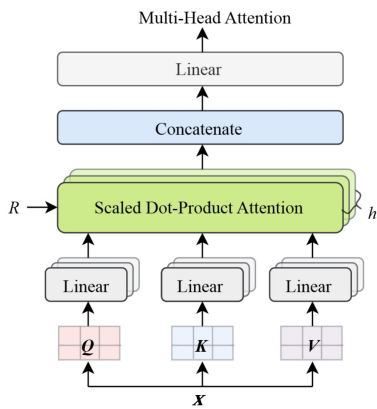 Multi-Head Attention
Linear
Concatenate
R
Scaled Dot-Product Attention
h
Linear Linear Linear
Q K V
X